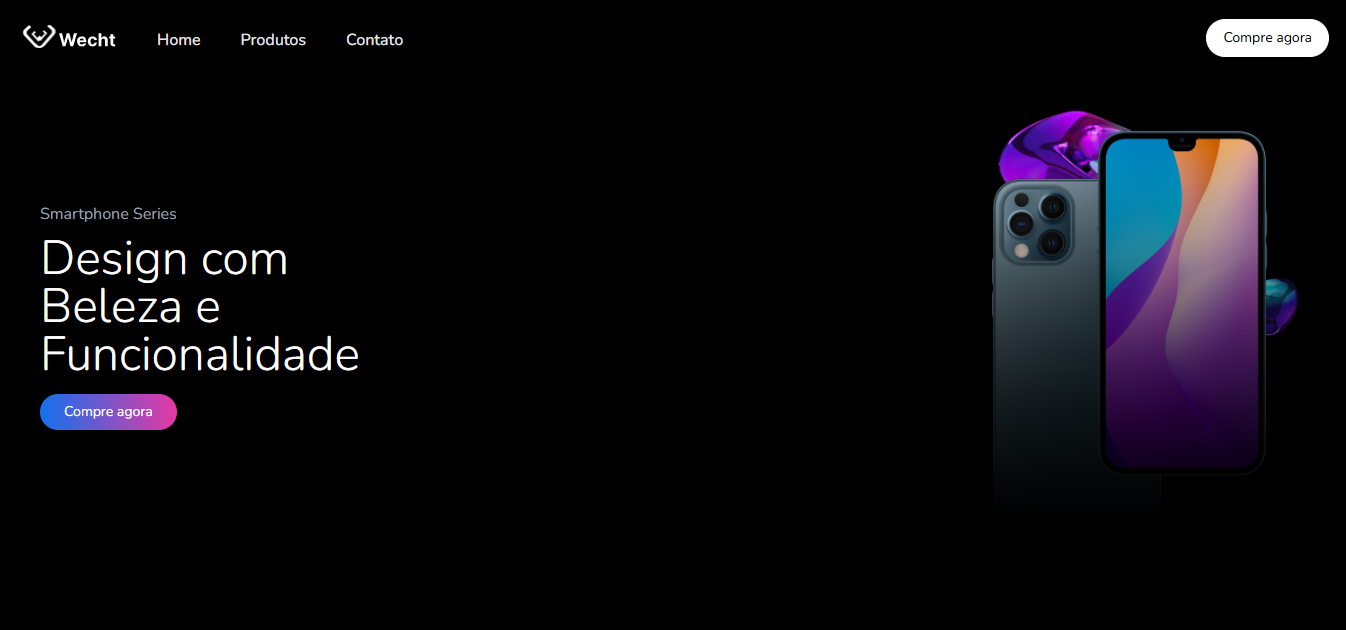 Wecht
Home
Produtos
Contato
Compre agora
Smartphone Series
Design com
Beleza e
Funcionalidade
Compre agora